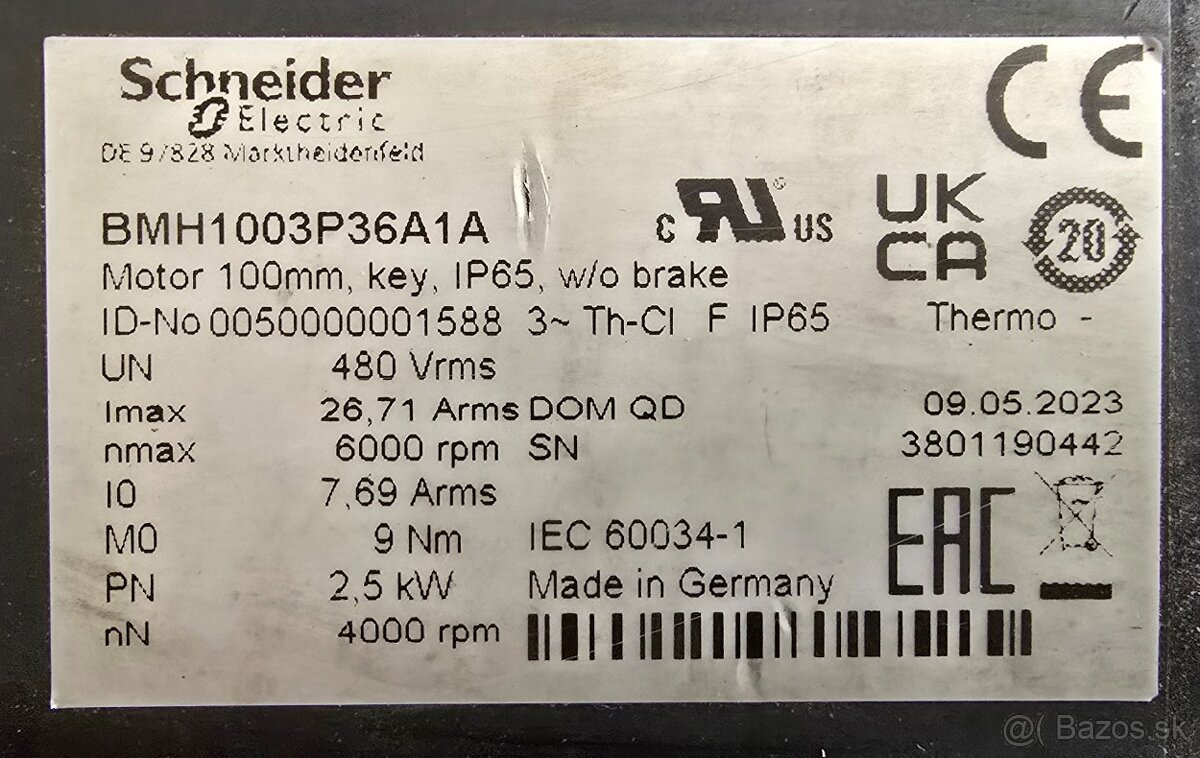 Schneider
Electric
DE 97828 Marktheidenfeld
CE
BMH1003P36A1A
c RU US
UK
CA
20
Motor 100mm, key, IP65, w/o brake
ID-No 0050000001588 3~ Th-Cl F IP65 Thermo -
UN 480 Vrms
Imax 26,71 Arms DOM QD 09.05.2023
nmax 6000 rpm SN 3801190442
I0 7,69 Arms
M0 9 Nm IEC 60034-1
EAC
PN 2,5 kW Made in Germany
nN 4000 rpm
@( Bazos.sk